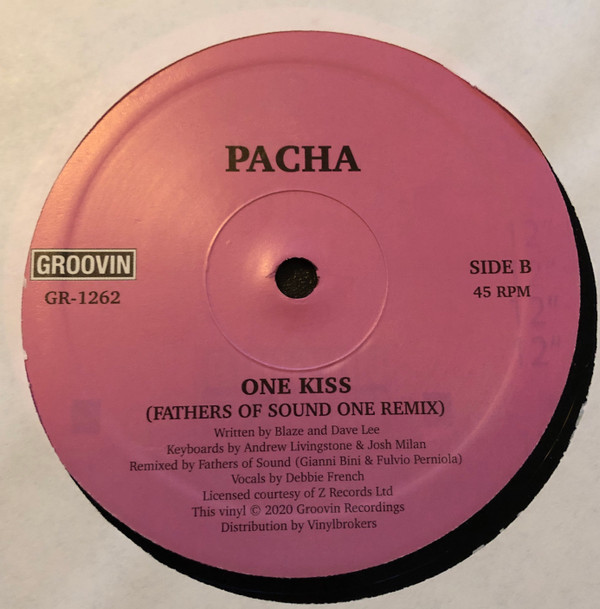 PACHA
GROOVIN
GR-1262
SIDE B
45 RPM
ONE KISS
(FATHERS OF SOUND ONE REMIX)
Written by Blaze and Dave Lee
Keyboards by Andrew Livingstone & Josh Milan
Remixed by Fathers of Sound (Gianni Bini & Fulvio Perniola)
Vocals by Debbie French
Licensed courtesy of Z Records Ltd
This vinyl © 2020 Groovin Recordings
Distribution by Vinylbrokers